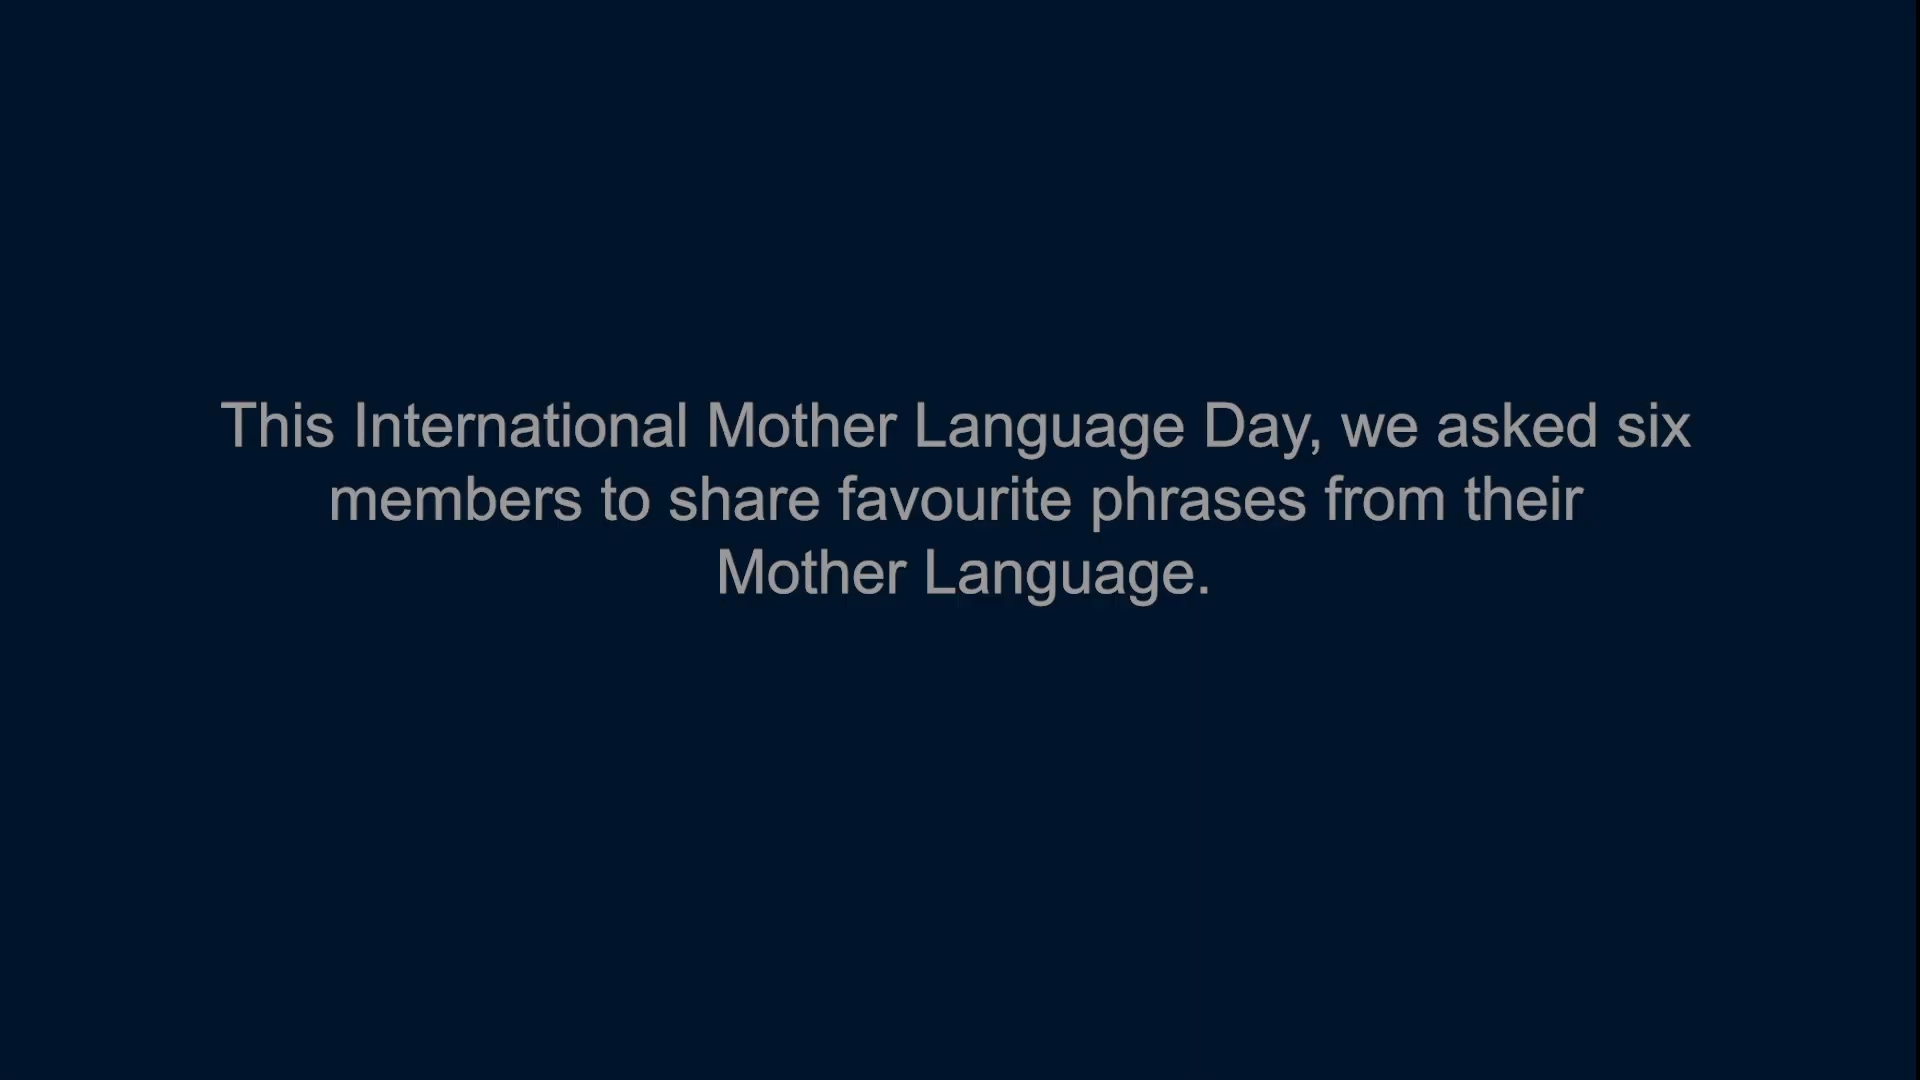 This International Mother Language Day, we asked six
members to share favourite phrases from their
Mother Language.